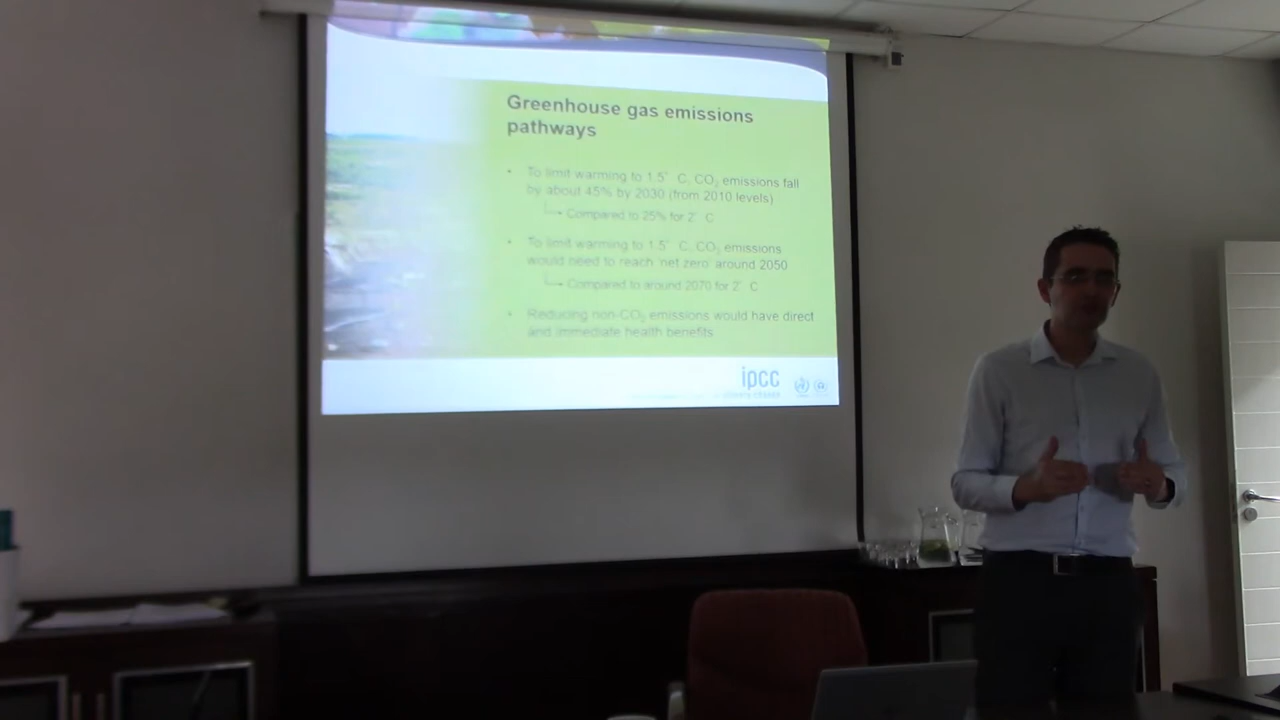 Greenhouse gas emissions
pathways
• To limit warming to 1.5° C, CO₂ emissions fall
by about 45% by 2030 (from 2010 levels)
→ Compared to 25% for 2° C
• To limit warming to 1.5° C, CO₂ emissions
would need to reach 'net zero' around 2050
→ Compared to around 2070 for 2° C
• Reducing non-CO₂ emissions would have direct
and immediate health benefits
ipcc